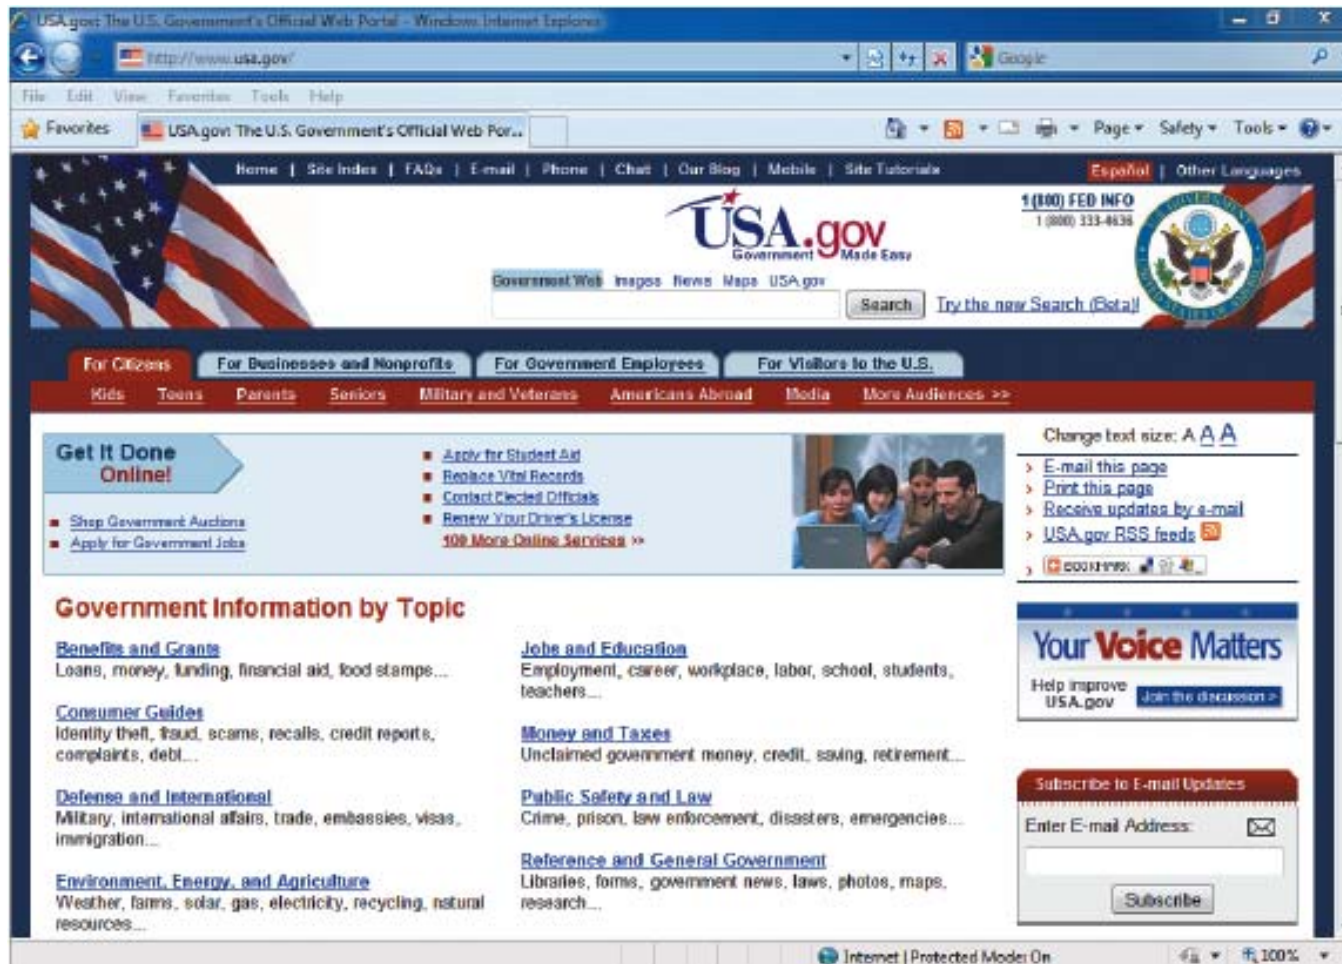 USA.gov: The U.S. Government's Official Web Portal - Windows Internet Explorer
http://www.usa.gov/
Google
File Edit View Favorites Tools Help
Favorites
USA.gov: The U.S. Government's Official Web Por...
Page Safety Tools
Home | Site Index | FAQs | E-mail | Phone | Chat | Our Blog | Mobile | Site Tutorials
Español | Other Languages
USA.gov
Government Made Easy
1 (800) FED INFO
1 (800) 333-4636
Government Web Images News Maps USA.gov
Search
Try the new Search (Beta)!
For Citizens
For Businesses and Nonprofits
For Government Employees
For Visitors to the U.S.
Kids Teens Parents Seniors Military and Veterans Americans Abroad Media More Audiences >>
Get It Done
Online!
Shop Government Auctions
Apply for Government Jobs
Apply for Student Aid
Replace Vital Records
Contact Elected Officials
Renew Your Driver's License
100 More Online Services >>
Change text size: A A A
E-mail this page
Print this page
Receive updates by e-mail
USA.gov RSS feeds
BOOKMARK
Government Information by Topic
Benefits and Grants
Loans, money, funding, financial aid, food stamps...
Consumer Guides
Identity theft, fraud, scams, recalls, credit reports,
complaints, debt...
Defense and International
Military, international affairs, trade, embassies, visas,
immigration...
Environment, Energy, and Agriculture
Weather, farms, solar, gas, electricity, recycling, natural
resources...
Jobs and Education
Employment, career, workplace, labor, school, students,
teachers...
Money and Taxes
Unclaimed government money, credit, saving, retirement...
Public Safety and Law
Crime, prison, law enforcement, disasters, emergencies...
Reference and General Government
Libraries, forms, government news, laws, photos, maps,
research...
Your Voice Matters
Help improve
USA.gov
Join the discussion >
Subscribe to E-mail Updates
Enter E-mail Address:
Subscribe
Internet | Protected Mode: On
100%